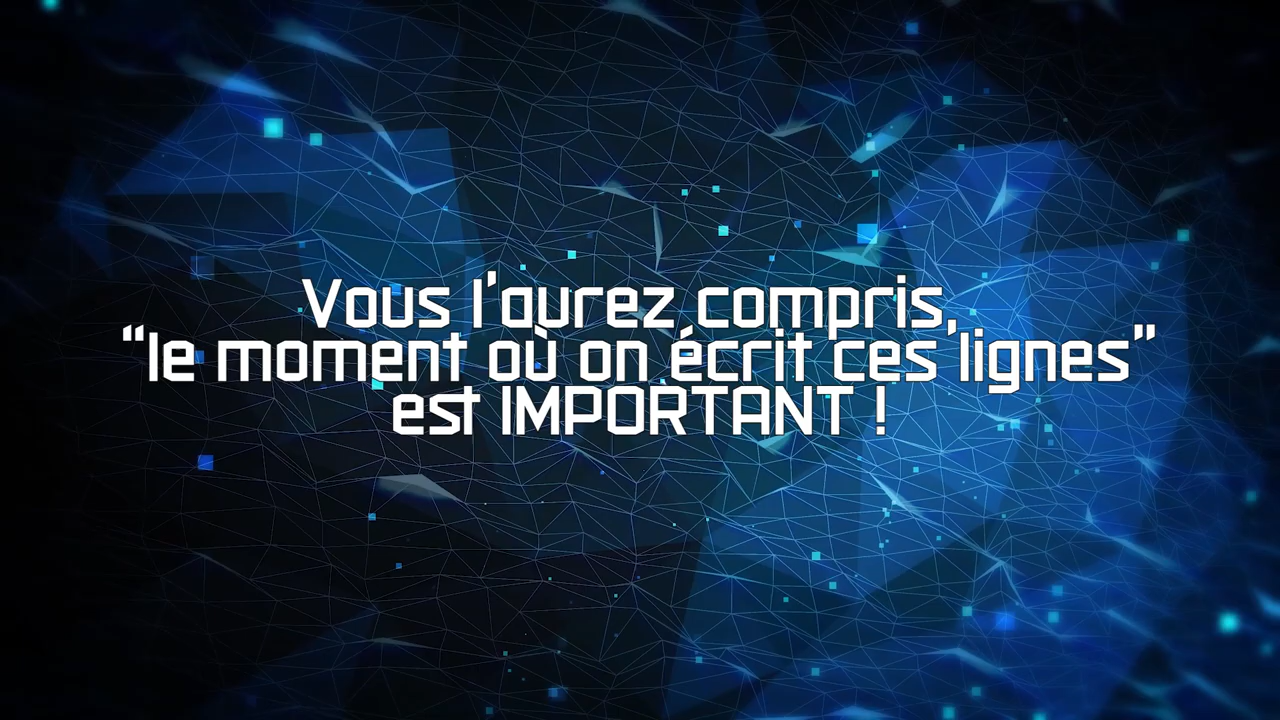 Vous l'aurez compris,
“le moment où on écrit ces lignes”
est IMPORTANT !